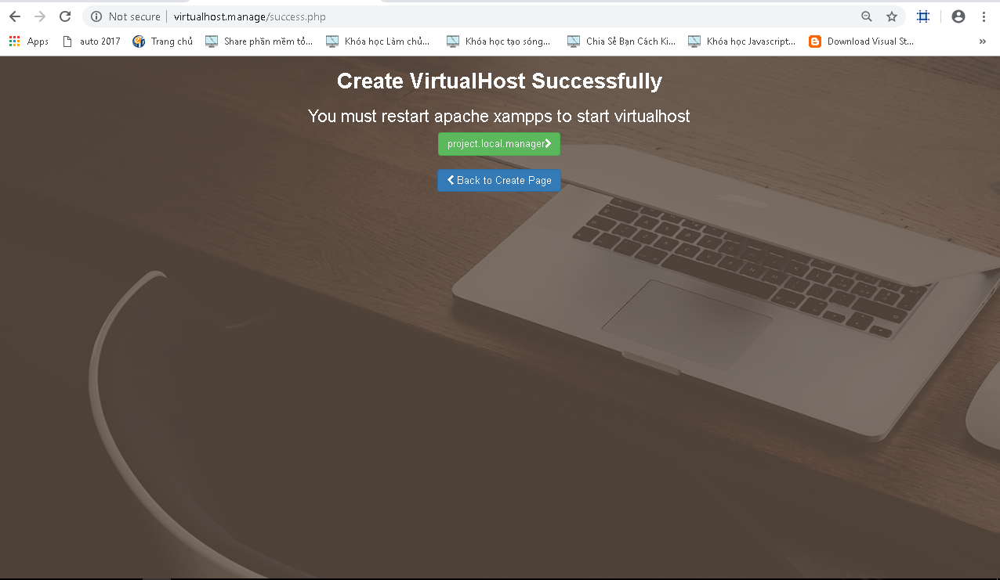 Not secure | virtualhost.manage/success.php
Apps auto 2017 Trang chủ Share phần mềm tổ... Khóa học Làm chủ... Khóa học tạo sóng... Chia Sẻ Bạn Cách Ki... Khóa học Javascript... Download Visual St... »
Create VirtualHost Successfully
You must restart apache xampps to start virtualhost
project.local.manager
Back to Create Page